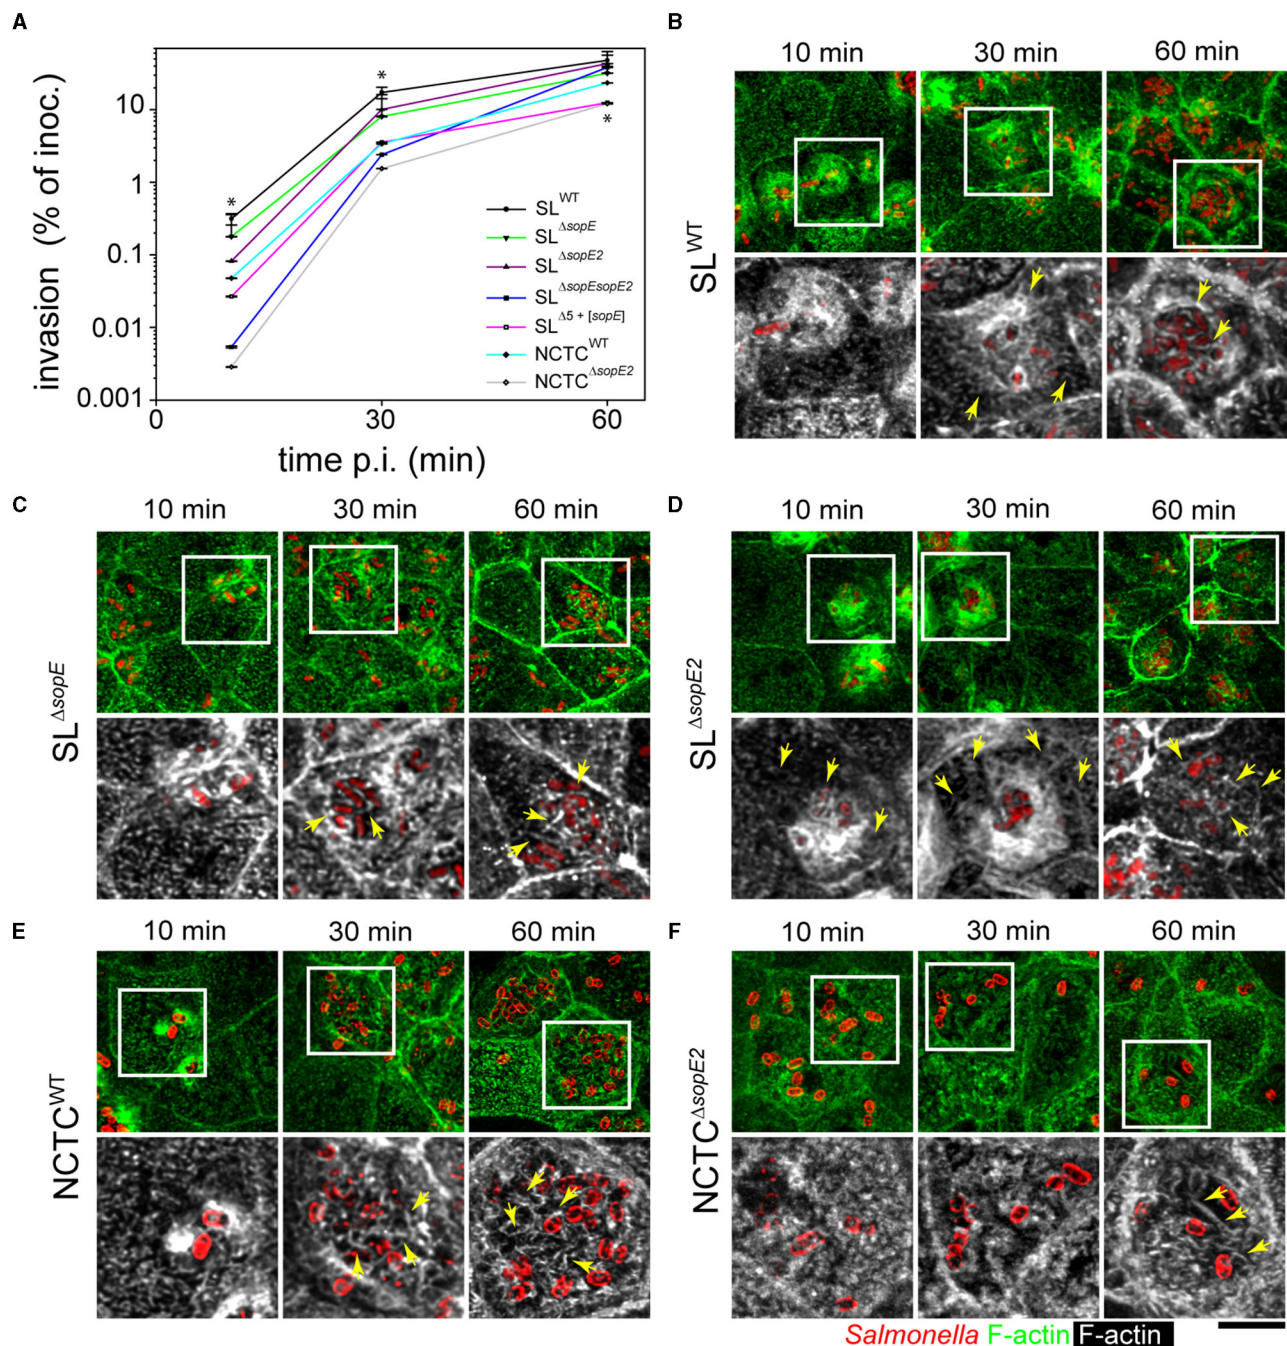 A
invasion (% of inoc.)
10
1
0.1
0.01
0.001
0
30
60
time p.i. (min)
*
*
*
SL^WT
SL^ΔsopE
SL^ΔsopE2
SL^ΔsopEsopE2
SL^Δ5 + [sopE]
NCTC^WT
NCTC^ΔsopE2
B
10 min 30 min 60 min
SL^WT
C
10 min 30 min 60 min
SL^ΔsopE
D
10 min 30 min 60 min
SL^ΔsopE2
E
10 min 30 min 60 min
NCTC^WT
F
10 min 30 min 60 min
NCTC^ΔsopE2
Salmonella F-actin F-actin